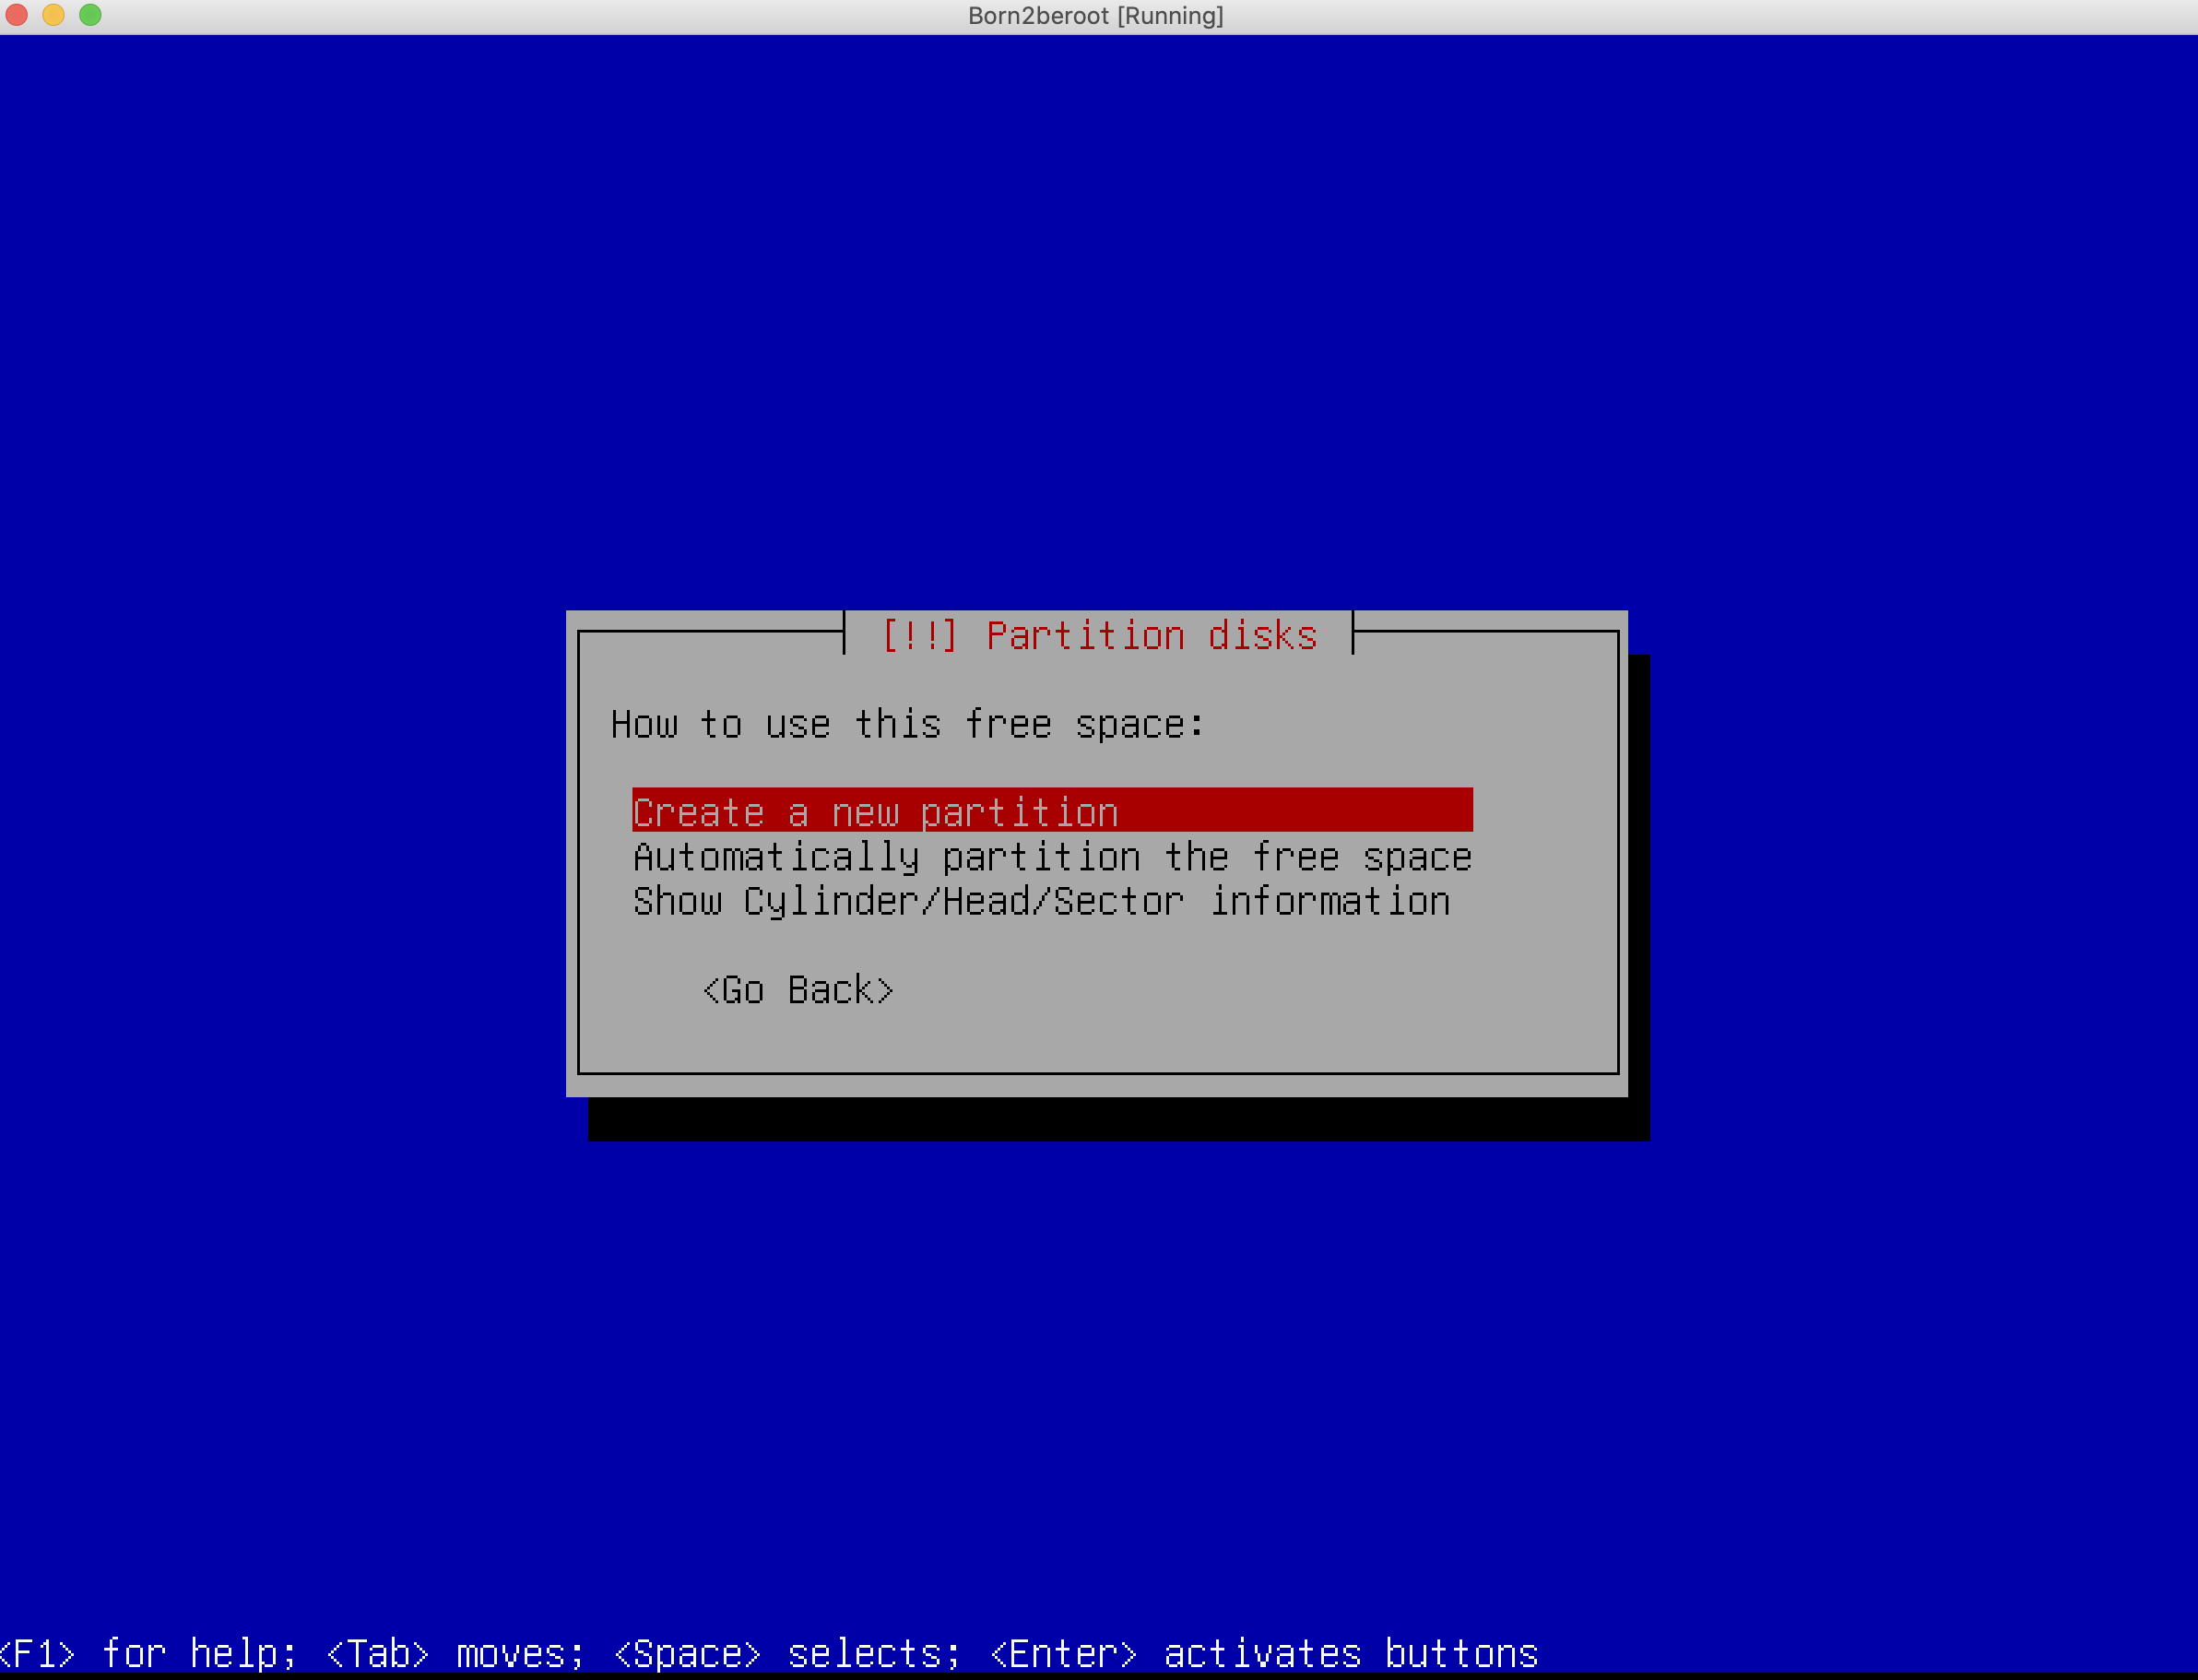 Born2beroot [Running]
[!!] Partition disks
How to use this free space:
Create a new partition
Automatically partition the free space
Show Cylinder/Head/Sector information
<Go Back>
<F1> for help; <Tab> moves; <Space> selects; <Enter> activates buttons